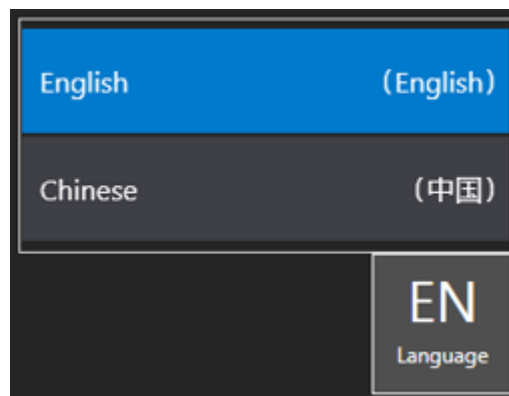 English （English）
Chinese （中国）
EN
Language